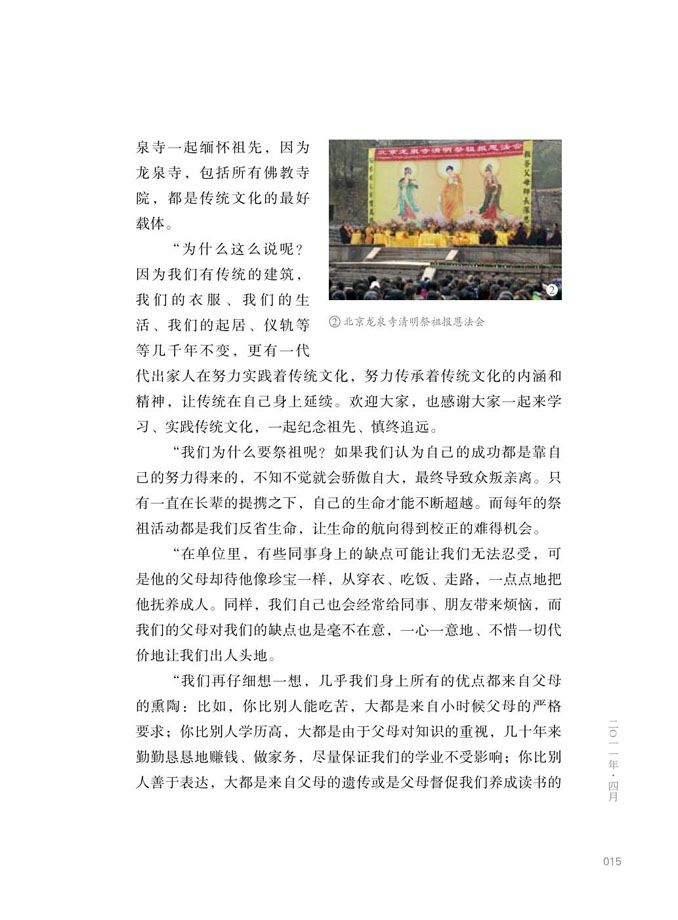 泉寺一起缅怀祖先，因为
龙泉寺，包括所有佛教寺
院，都是传统文化的最好
载体。
“为什么这么说呢？
因为我们有传统的建筑，
我们的衣服、我们的生
活、我们的起居、仪轨等
等几千年不变，更有一代
北京龙泉寺清明祭祖报恩法会
报答父母师长深恩
②
② 北京龙泉寺清明祭祖报恩法会
代出家人在努力实践着传统文化，努力传承着传统文化的内涵和
精神，让传统在自己身上延续。欢迎大家，也感谢大家一起来学
习、实践传统文化，一起纪念祖先、慎终追远。
“我们为什么要祭祖呢？如果我们认为自己的成功都是靠自
己的努力得来的，不知不觉就会骄傲自大，最终导致众叛亲离。只
有一直在长辈的提携之下，自己的生命才能不断超越。而每年的祭
祖活动都是我们反省生命，让生命的航向得到校正的难得机会。
“在单位里，有些同事身上的缺点可能让我们无法忍受，可
是他的父母却待他像珍宝一样，从穿衣、吃饭、走路，一点点地把
他抚养成人。同样，我们自己也会经常给同事、朋友带来烦恼，而
我们的父母对我们的缺点也是毫不在意，一心一意地、不惜一切代
价地让我们出人头地。
“我们再仔细想一想，几乎我们身上所有的优点都来自父母
的熏陶：比如，你比别人能吃苦，大都是来自小时候父母的严格
要求；你比别人学历高，大都是由于父母对知识的重视，几十年来
勤勤恳恳地赚钱、做家务，尽量保证我们的学业不受影响；你比别
人善于表达，大都是来自父母的遗传或是父母督促我们养成读书的
二〇一一年·四月
015